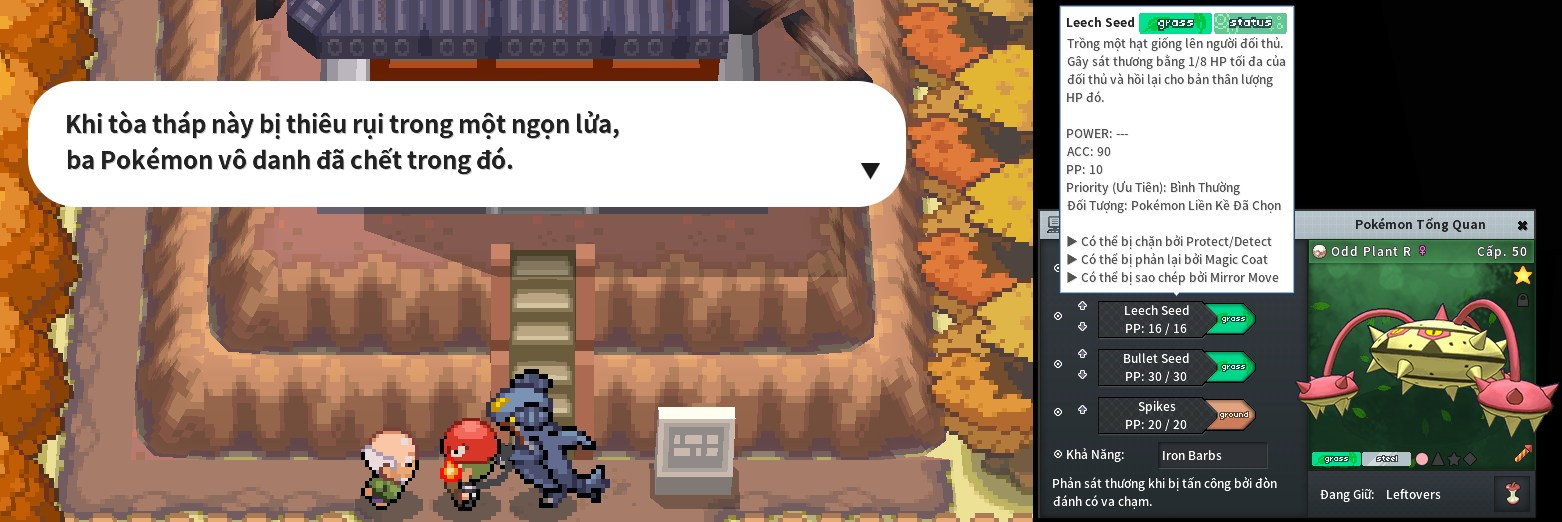 Khi tòa tháp này bị thiêu rụi trong một ngọn lửa,
ba Pokémon vô danh đã chết trong đó.
Leech Seed grass status
Trồng một hạt giống lên người đối thủ.
Gây sát thương bằng 1/8 HP tối đa của
đối thủ và hồi lại cho bản thân lượng
HP đó.
POWER: ---
ACC: 90
PP: 10
Priority (Ưu Tiên): Bình Thường
Đối Tượng: Pokémon Liền Kề Đã Chọn
▶ Có thể bị chặn bởi Protect/Detect
▶ Có thể bị phản lại bởi Magic Coat
▶ Có thể bị sao chép bởi Mirror Move
Pokémon Tổng Quan
Odd Plant R ♀ Cấp. 50
Leech Seed
PP: 16 / 16
grass
Bullet Seed
PP: 30 / 30
grass
Spikes
PP: 20 / 20
ground
Khả Năng: Iron Barbs
Phản sát thương khi bị tấn công bởi đòn
đánh có va chạm.
grass steel
Đang Giữ: Leftovers